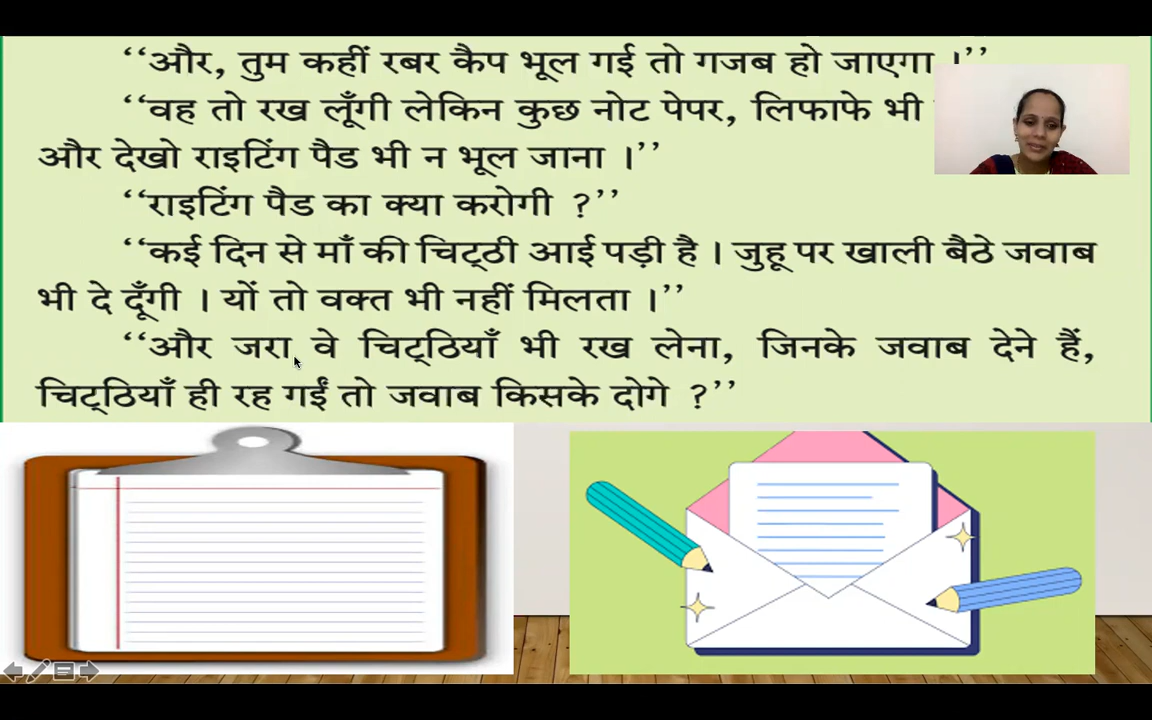 ‘‘और, तुम कहीं रबर कैप भूल गई तो गजब हो जाएगा ।’’
‘‘वह तो रख लूँगी लेकिन कुछ नोट पेपर, लिफाफे भी
और देखो राइटिंग पैड भी न भूल जाना ।’’
‘‘राइटिंग पैड का क्या करोगी ?’’
‘‘कई दिन से माँ की चिट्ठी आई पड़ी है । जुहू पर खाली बैठे जवाब
भी दे दूँगी । यों तो वक्त भी नहीं मिलता ।’’
‘‘और जरा वे चिट्ठियाँ भी रख लेना, जिनके जवाब देने हैं,
चिट्ठियाँ ही रह गईं तो जवाब किसके दोगे ?’’